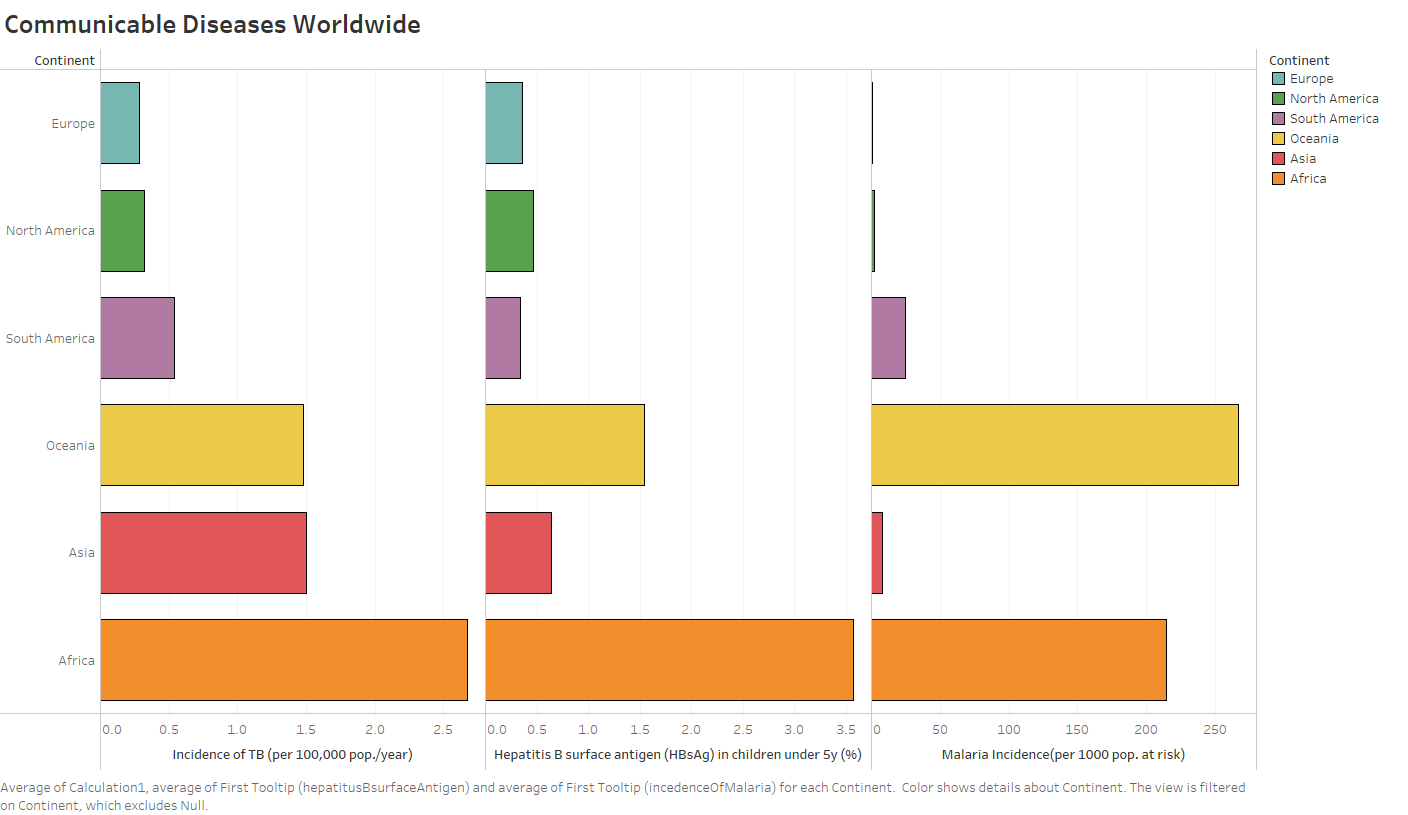 Communicable Diseases Worldwide
Continent
Europe
North America
South America
Oceania
Asia
Africa
0.0 0.5 1.0 1.5 2.0 2.5
Incidence of TB (per 100,000 pop./year)
0.0 0.5 1.0 1.5 2.0 2.5 3.0 3.5
Hepatitis B surface antigen (HBsAg) in children under 5y (%)
0 50 100 150 200 250
Malaria Incidence(per 1000 pop. at risk)
Continent
Europe
North America
South America
Oceania
Asia
Africa
Average of Calculation1, average of First Tooltip (hepatitusBsurfaceAntigen) and average of First Tooltip (incedenceOfMalaria) for each Continent.  Color shows details about Continent. The view is filtered
on Continent, which excludes Null.